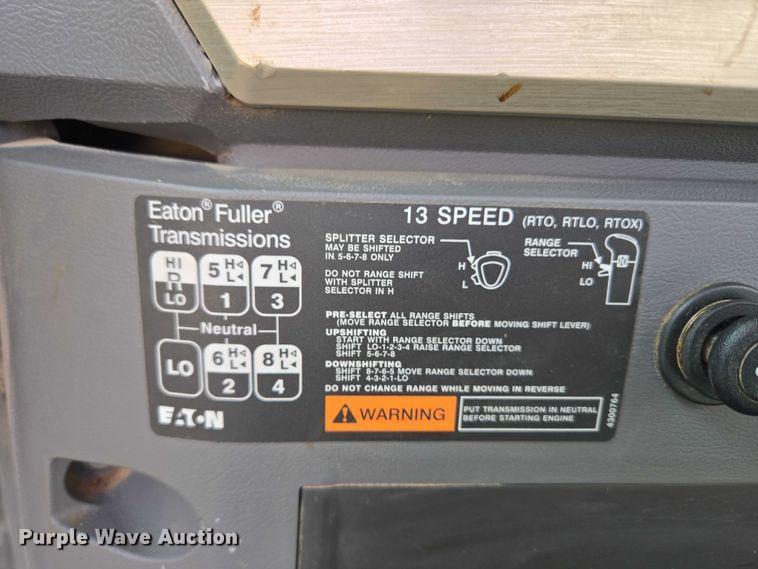 Eaton® Fuller®
Transmissions
13 SPEED (RTO, RTLO, RTOX)
SPLITTER SELECTOR
MAY BE SHIFTED
IN 5-6-7-8 ONLY
H
L
RANGE
SELECTOR
HI
LO
DO NOT RANGE SHIFT
WITH SPLITTER
SELECTOR IN H
HI
R
LO
5 H
L
1
7 H
L
3
Neutral
LO
6 H
L
2
8 H
L
4
PRE-SELECT ALL RANGE SHIFTS
(MOVE RANGE SELECTOR BEFORE MOVING SHIFT LEVER)
UPSHIFTING
START WITH RANGE SELECTOR DOWN
SHIFT LO-1-2-3-4 RAISE RANGE SELECTOR
SHIFT 5-6-7-8
DOWNSHIFTING
SHIFT 8-7-6-5 MOVE RANGE SELECTOR DOWN
SHIFT 4-3-2-1-LO
DO NOT CHANGE RANGE WHILE MOVING IN REVERSE
EATON
WARNING
PUT TRANSMISSION IN NEUTRAL
BEFORE STARTING ENGINE
4300764
Purple Wave Auction